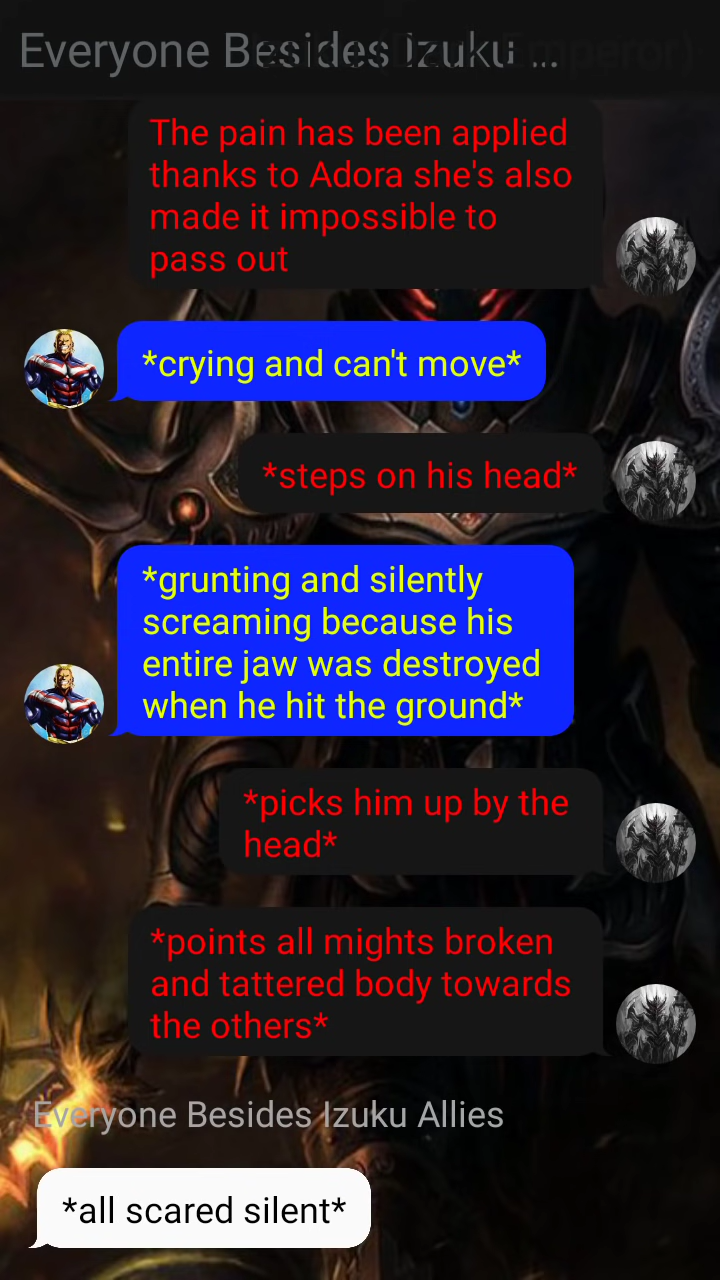 Everyone Besides Izuku ...
Emperor)
The pain has been applied
thanks to Adora she's also
made it impossible to
pass out
*crying and can't move*
*steps on his head*
*grunting and silently
screaming because his
entire jaw was destroyed
when he hit the ground*
*picks him up by the
head*
*points all mights broken
and tattered body towards
the others*
Everyone Besides Izuku Allies
*all scared silent*